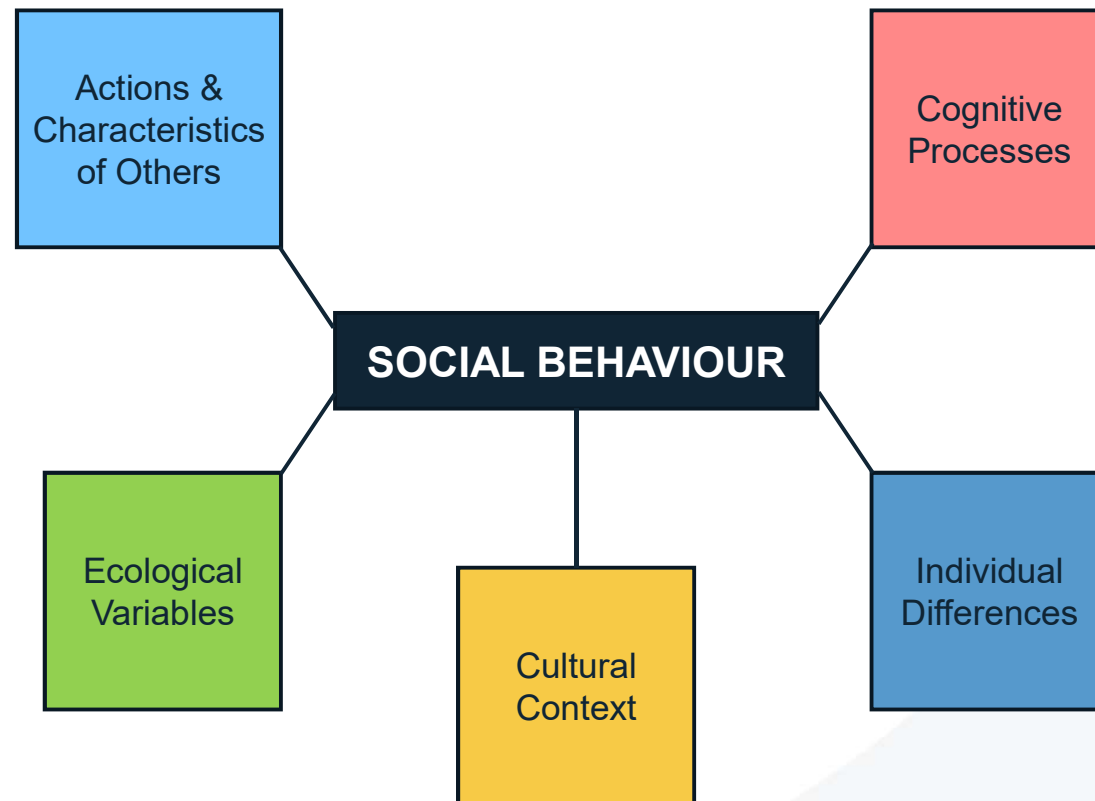 Actions &
Characteristics
of Others
Cognitive
Processes
SOCIAL BEHAVIOUR
Ecological
Variables
Cultural
Context
Individual
Differences